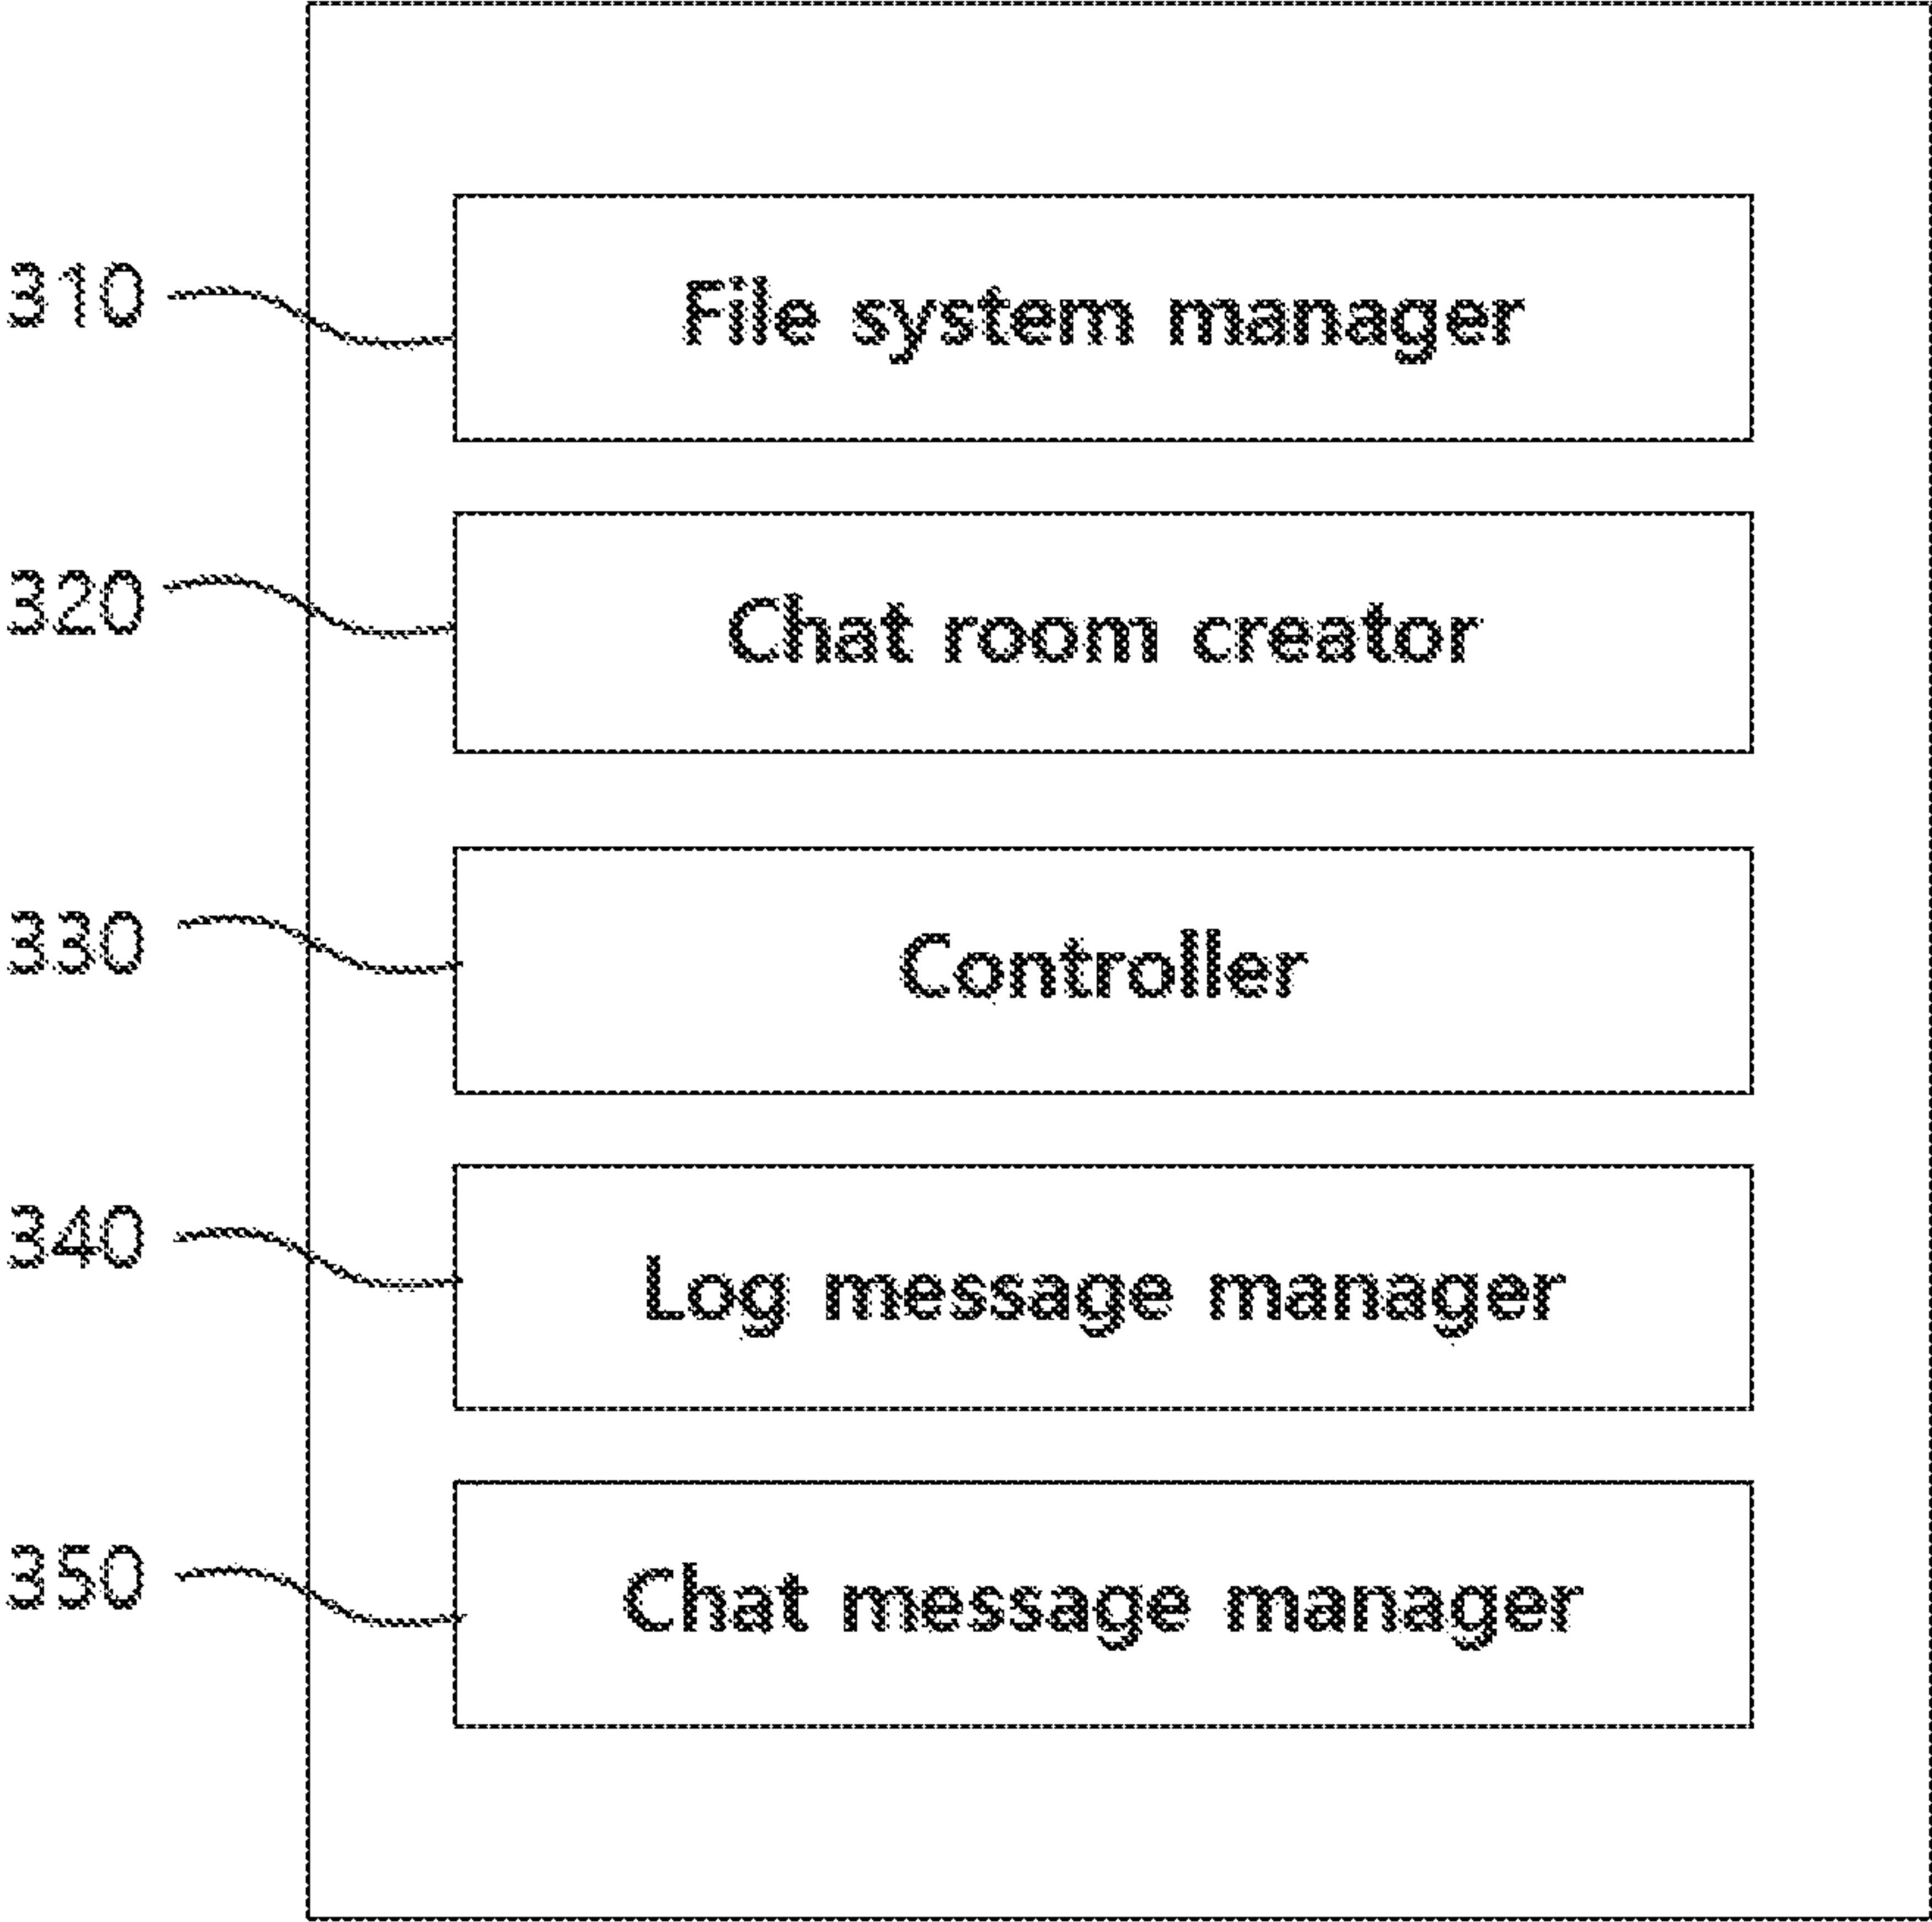 310 File system manager
320 Chat room creator
330 Controller
340 Log message manager
350 Chat message manager